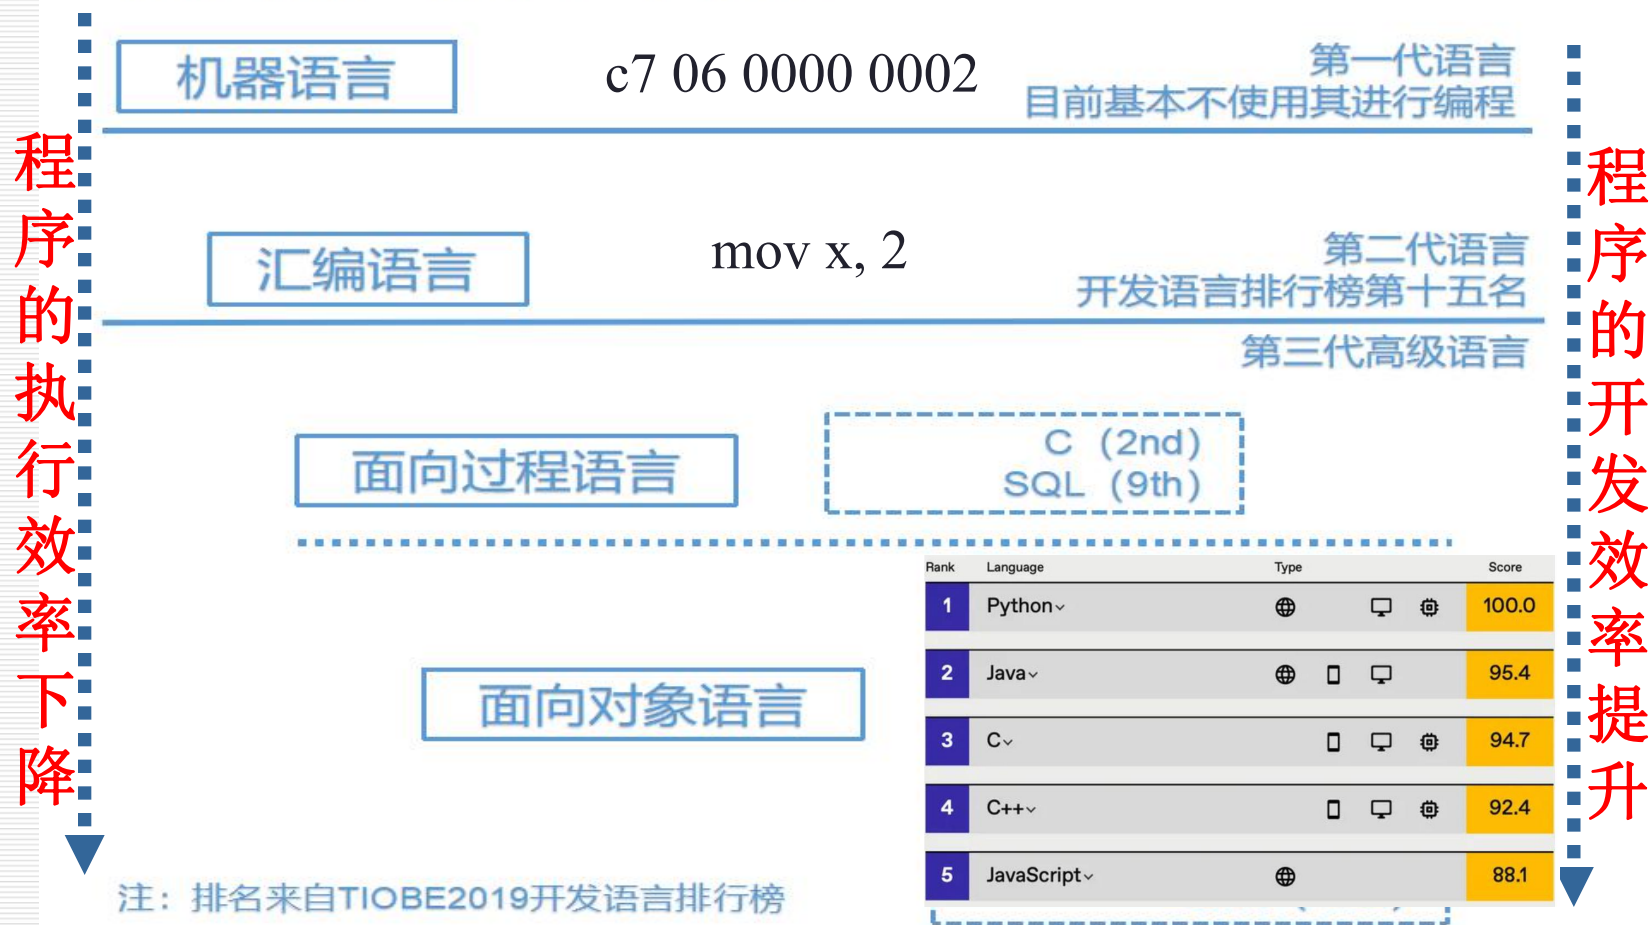 机器语言
c7 06 0000 0002
第一代语言
目前基本不使用其进行编程
汇编语言
mov x, 2
第二代语言
开发语言排行榜第十五名
第三代高级语言
面向过程语言
C (2nd)
SQL (9th)
面向对象语言
Rank Language Type Score
1 Python 100.0
2 Java 95.4
3 C 94.7
4 C++ 92.4
5 JavaScript 88.1
注：排名来自TIOBE2019开发语言排行榜
程序的执行效率下降
程序的开发效率提升